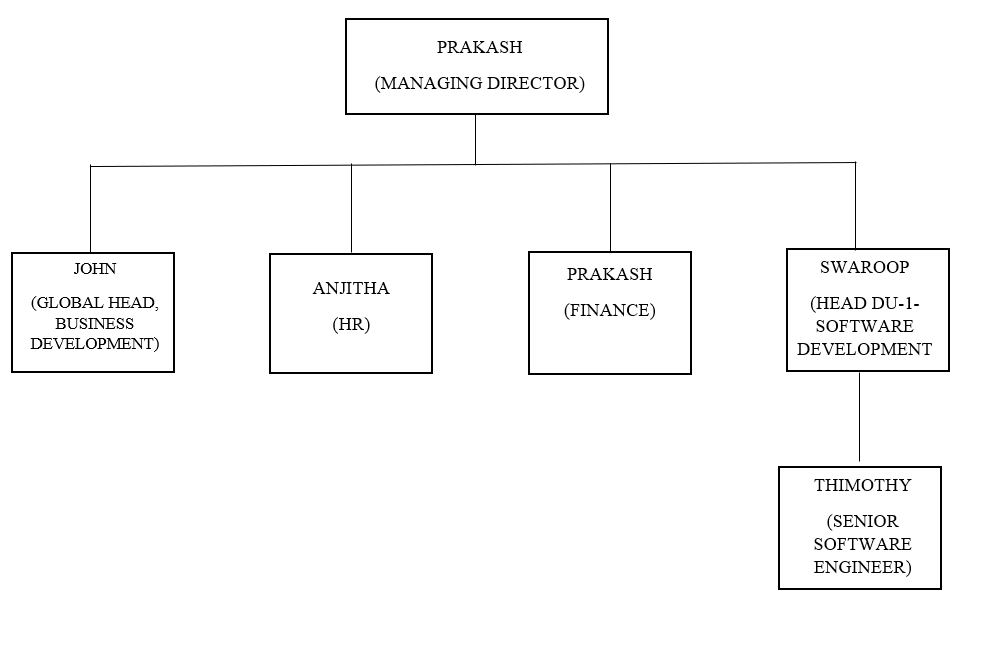 PRAKASH
(MANAGING DIRECTOR)
JOHN
(GLOBAL HEAD,
BUSINESS
DEVELOPMENT)
ANJITHA
(HR)
PRAKASH
(FINANCE)
SWAROOP
(HEAD DU-1-
SOFTWARE
DEVELOPMENT
THIMOTHY
(SENIOR
SOFTWARE
ENGINEER)